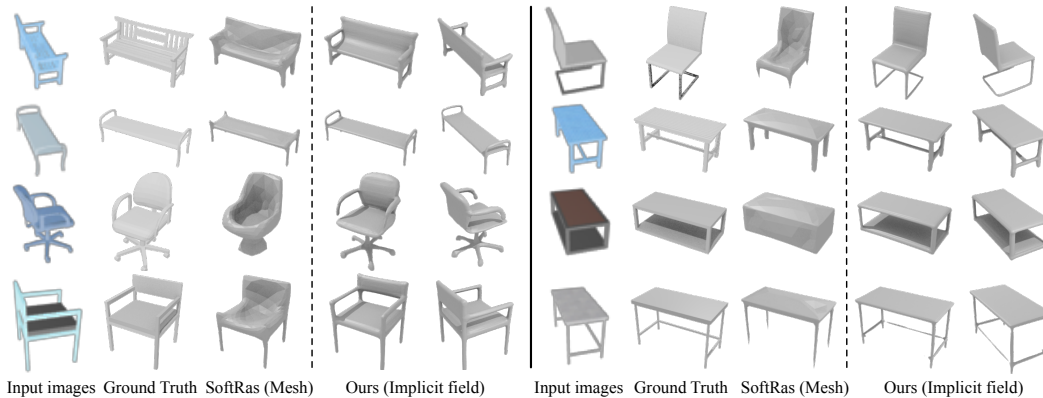 Input images Ground Truth SoftRas (Mesh) Ours (Implicit field) Input images Ground Truth SoftRas (Mesh) Ours (Implicit field)